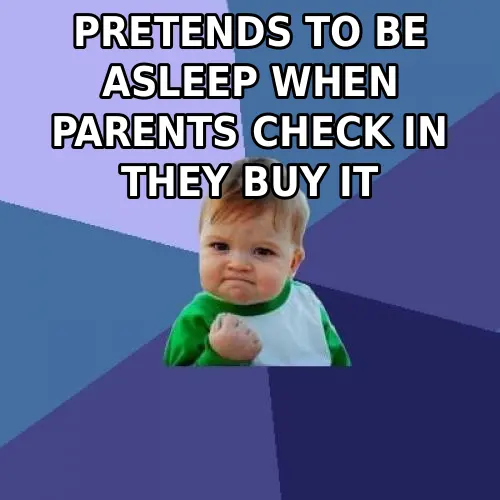 PRETENDS TO BE
ASLEEP WHEN
PARENTS CHECK IN
THEY BUY IT